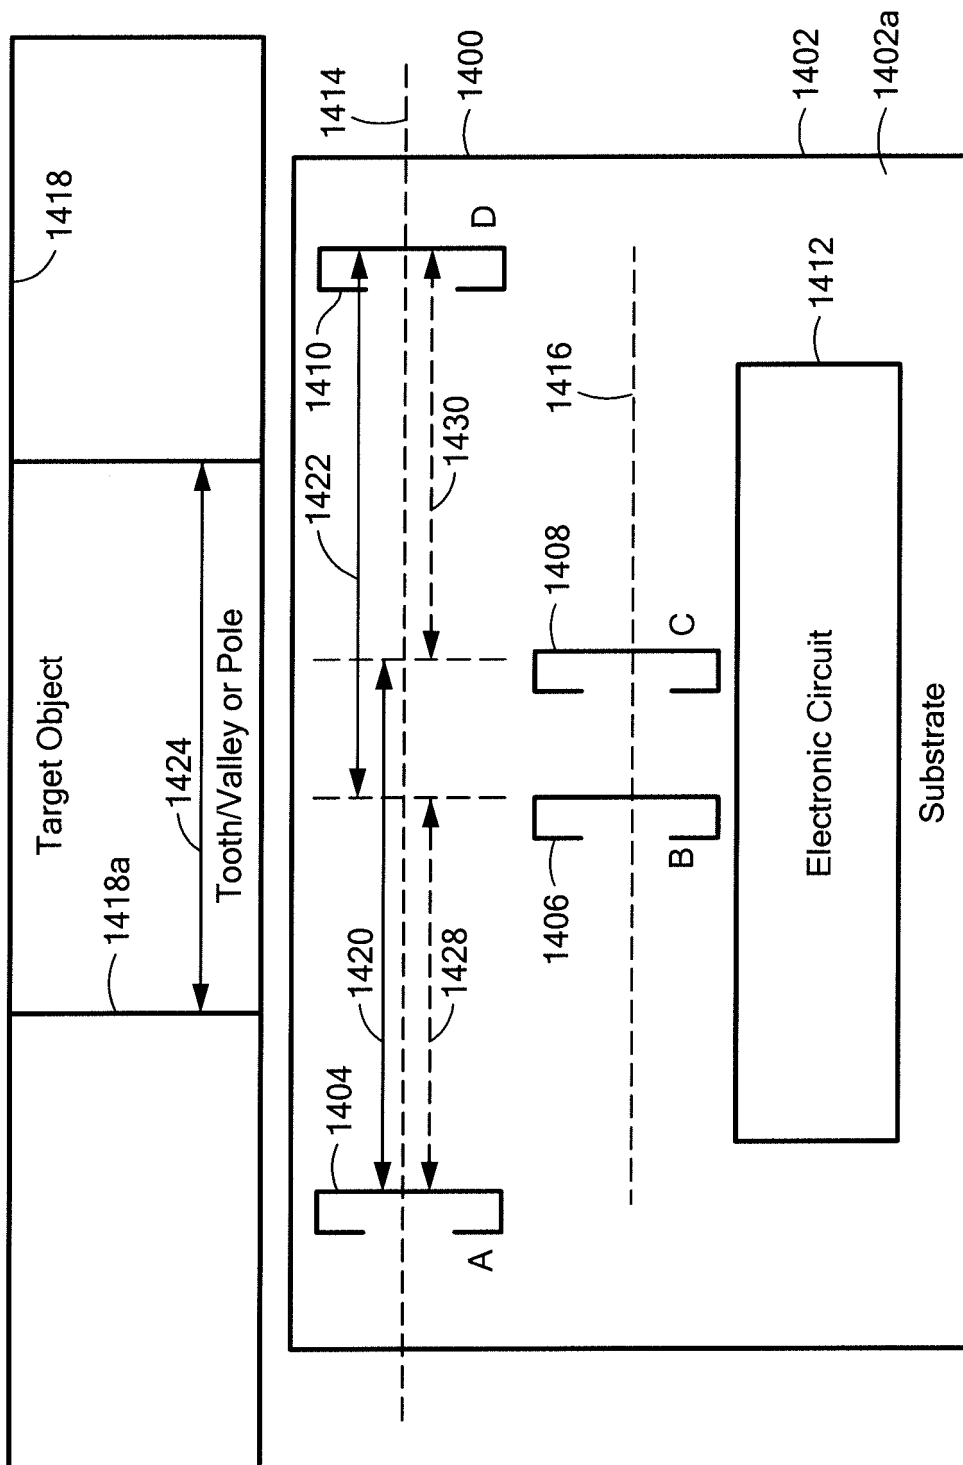 1418
Target Object
1418a
1424
Tooth/Valley or Pole
1414
1400
1402
1402a
1404
1420
1422
1410
1428
1430
A
D
1416
1406
1408
B
C
1412
Electronic Circuit
Substrate